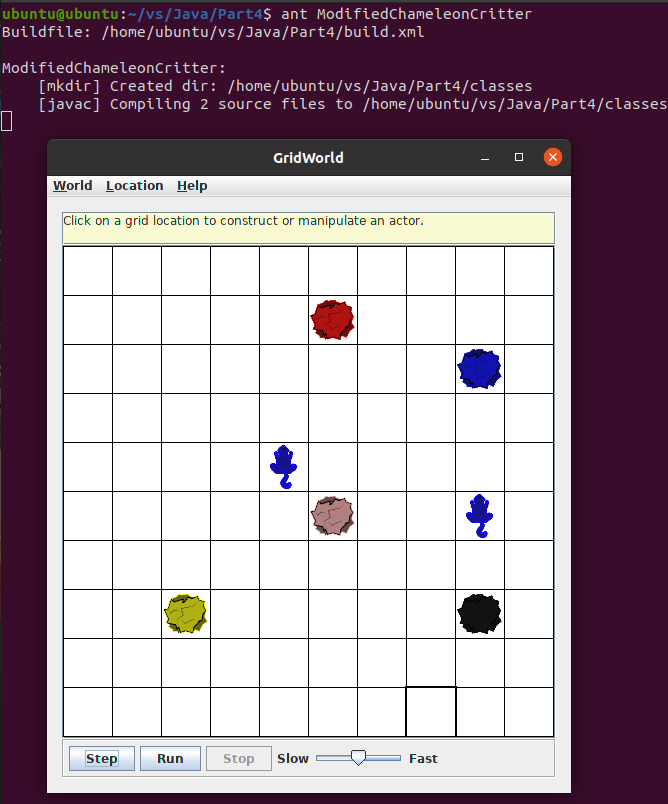 ubuntu@ubuntu:~/vs/Java/Part4$ ant ModifiedChameleonCritter
Buildfile: /home/ubuntu/vs/Java/Part4/build.xml
ModifiedChameleonCritter:
[mkdir] Created dir: /home/ubuntu/vs/Java/Part4/classes
[javac] Compiling 2 source files to /home/ubuntu/vs/Java/Part4/classes
GridWorld
World Location Help
Click on a grid location to construct or manipulate an actor.
Step Run Stop Slow Fast